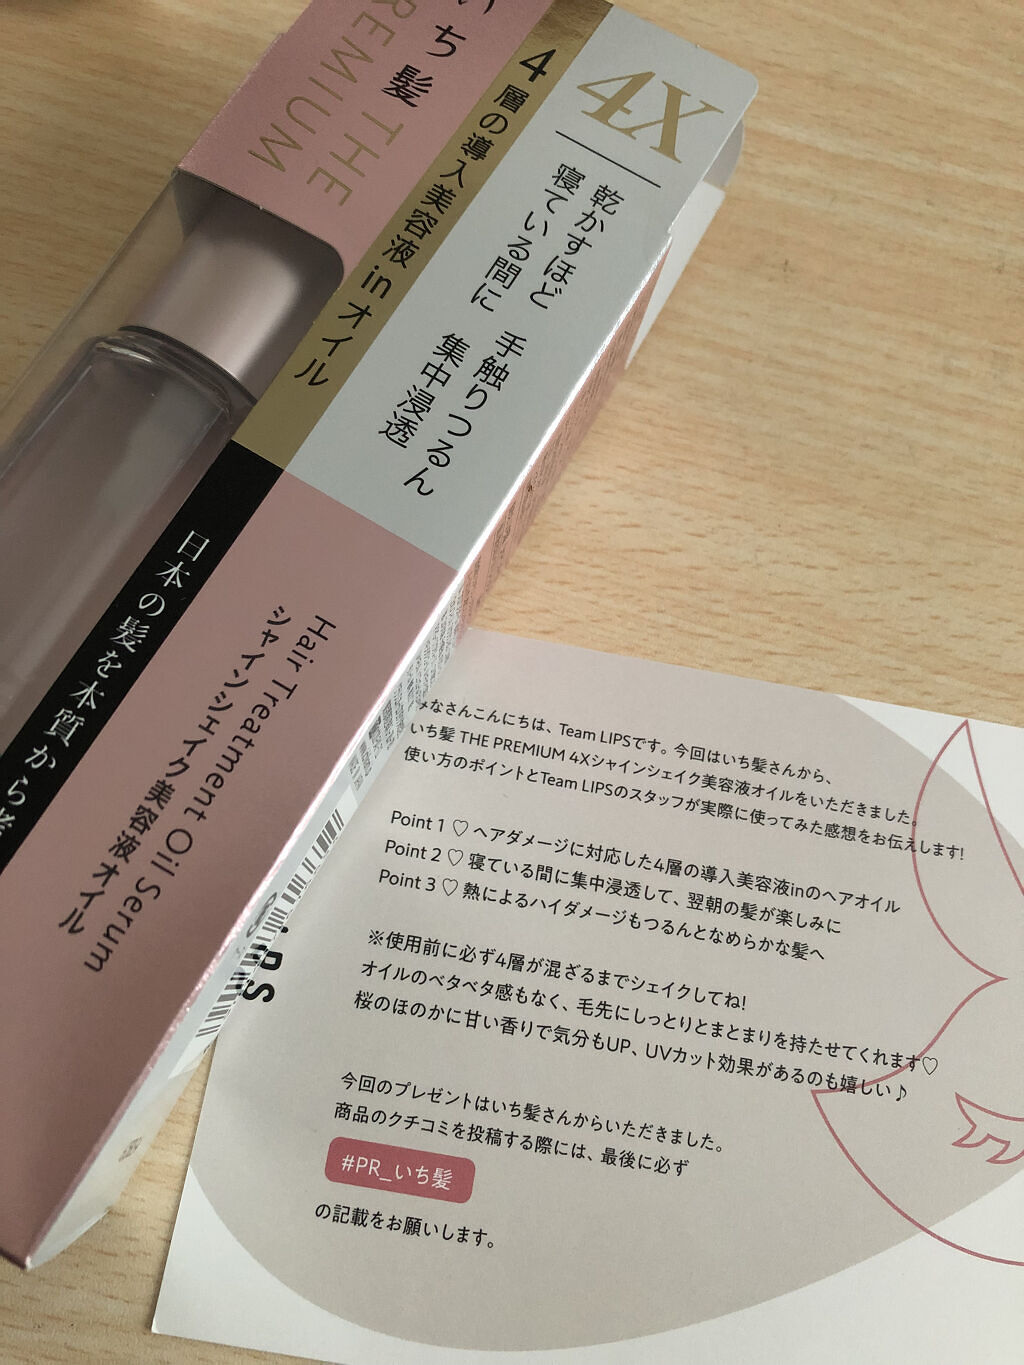 いち髪 THE
PREMIUM
4層の導入美容液inオイル
4X
乾かすほど 手触りつるん
寝ている間に 集中浸透
日本の髪を本質から
Hair Treatment Oil Serum
シャインシェイク美容液オイル
LIPS
みなさんこんにちは、Team LIPSです。今回はいち髪さんから、
いち髪 THE PREMIUM 4Xシャインシェイク美容液オイルをいただきました。
使い方のポイントとTeam LIPSのスタッフが実際に使ってみた感想をお伝えします!
Point 1 ♡ ヘアダメージに対応した4層の導入美容液inのヘアオイル
Point 2 ♡ 寝ている間に集中浸透して、翌朝の髪が楽しみに
Point 3 ♡ 熱によるハイダメージもつるんとなめらかな髪へ
※使用前に必ず4層が混ざるまでシェイクしてね!
オイルのベタベタ感もなく、毛先にしっとりとまとまりを持たせてくれます♡
桜のほのかに甘い香りで気分もUP、UVカット効果があるのも嬉しい♪
今回のプレゼントはいち髪さんからいただきました。
商品のクチコミを投稿する際には、最後に必ず
#PR_いち髪
の記載をお願いします。